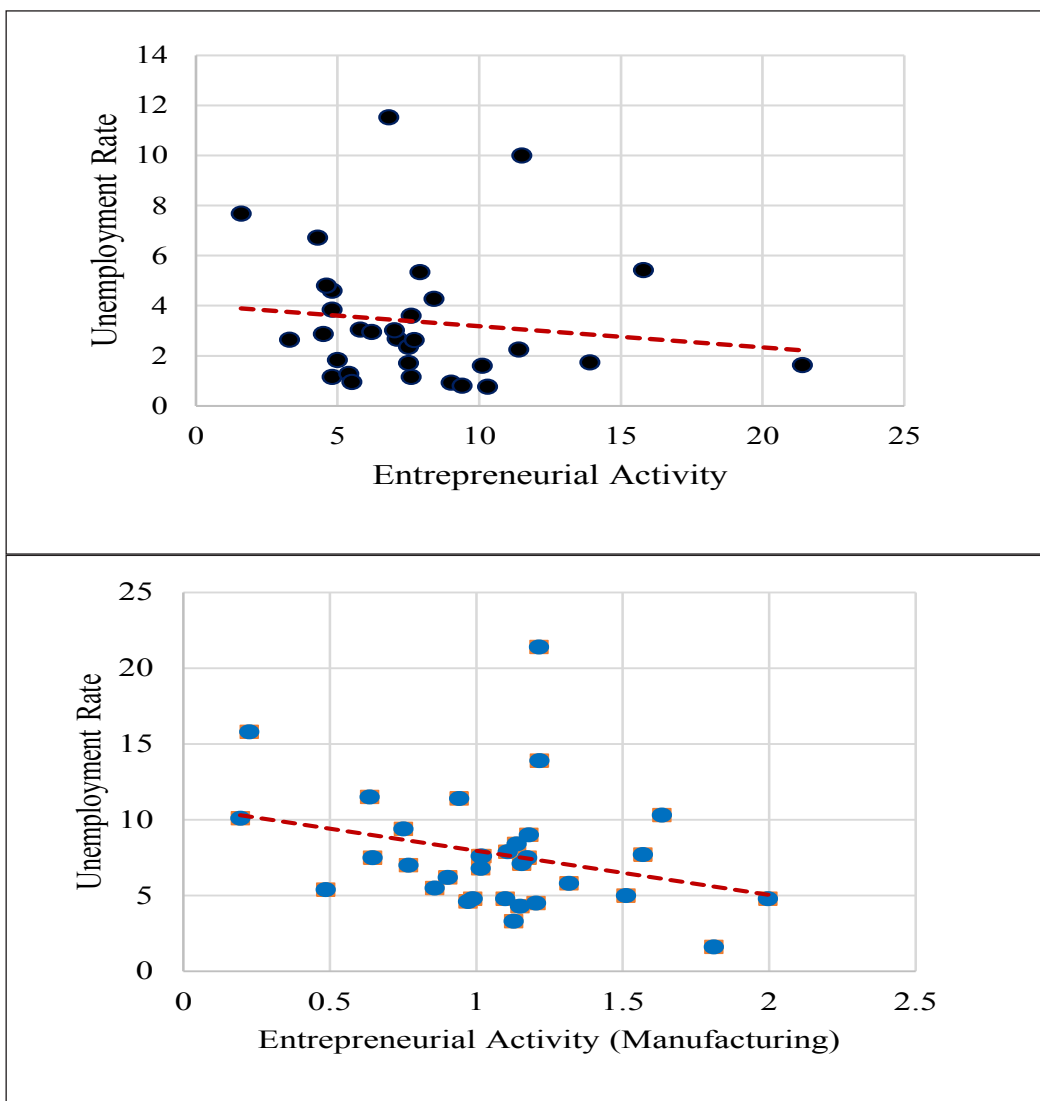 14
12
10
8
6
4
2
0
Unemployment Rate
0 5 10 15 20 25
Entrepreneurial Activity
25
20
15
10
5
0
Unemployment Rate
0 0.5 1 1.5 2 2.5
Entrepreneurial Activity (Manufacturing)